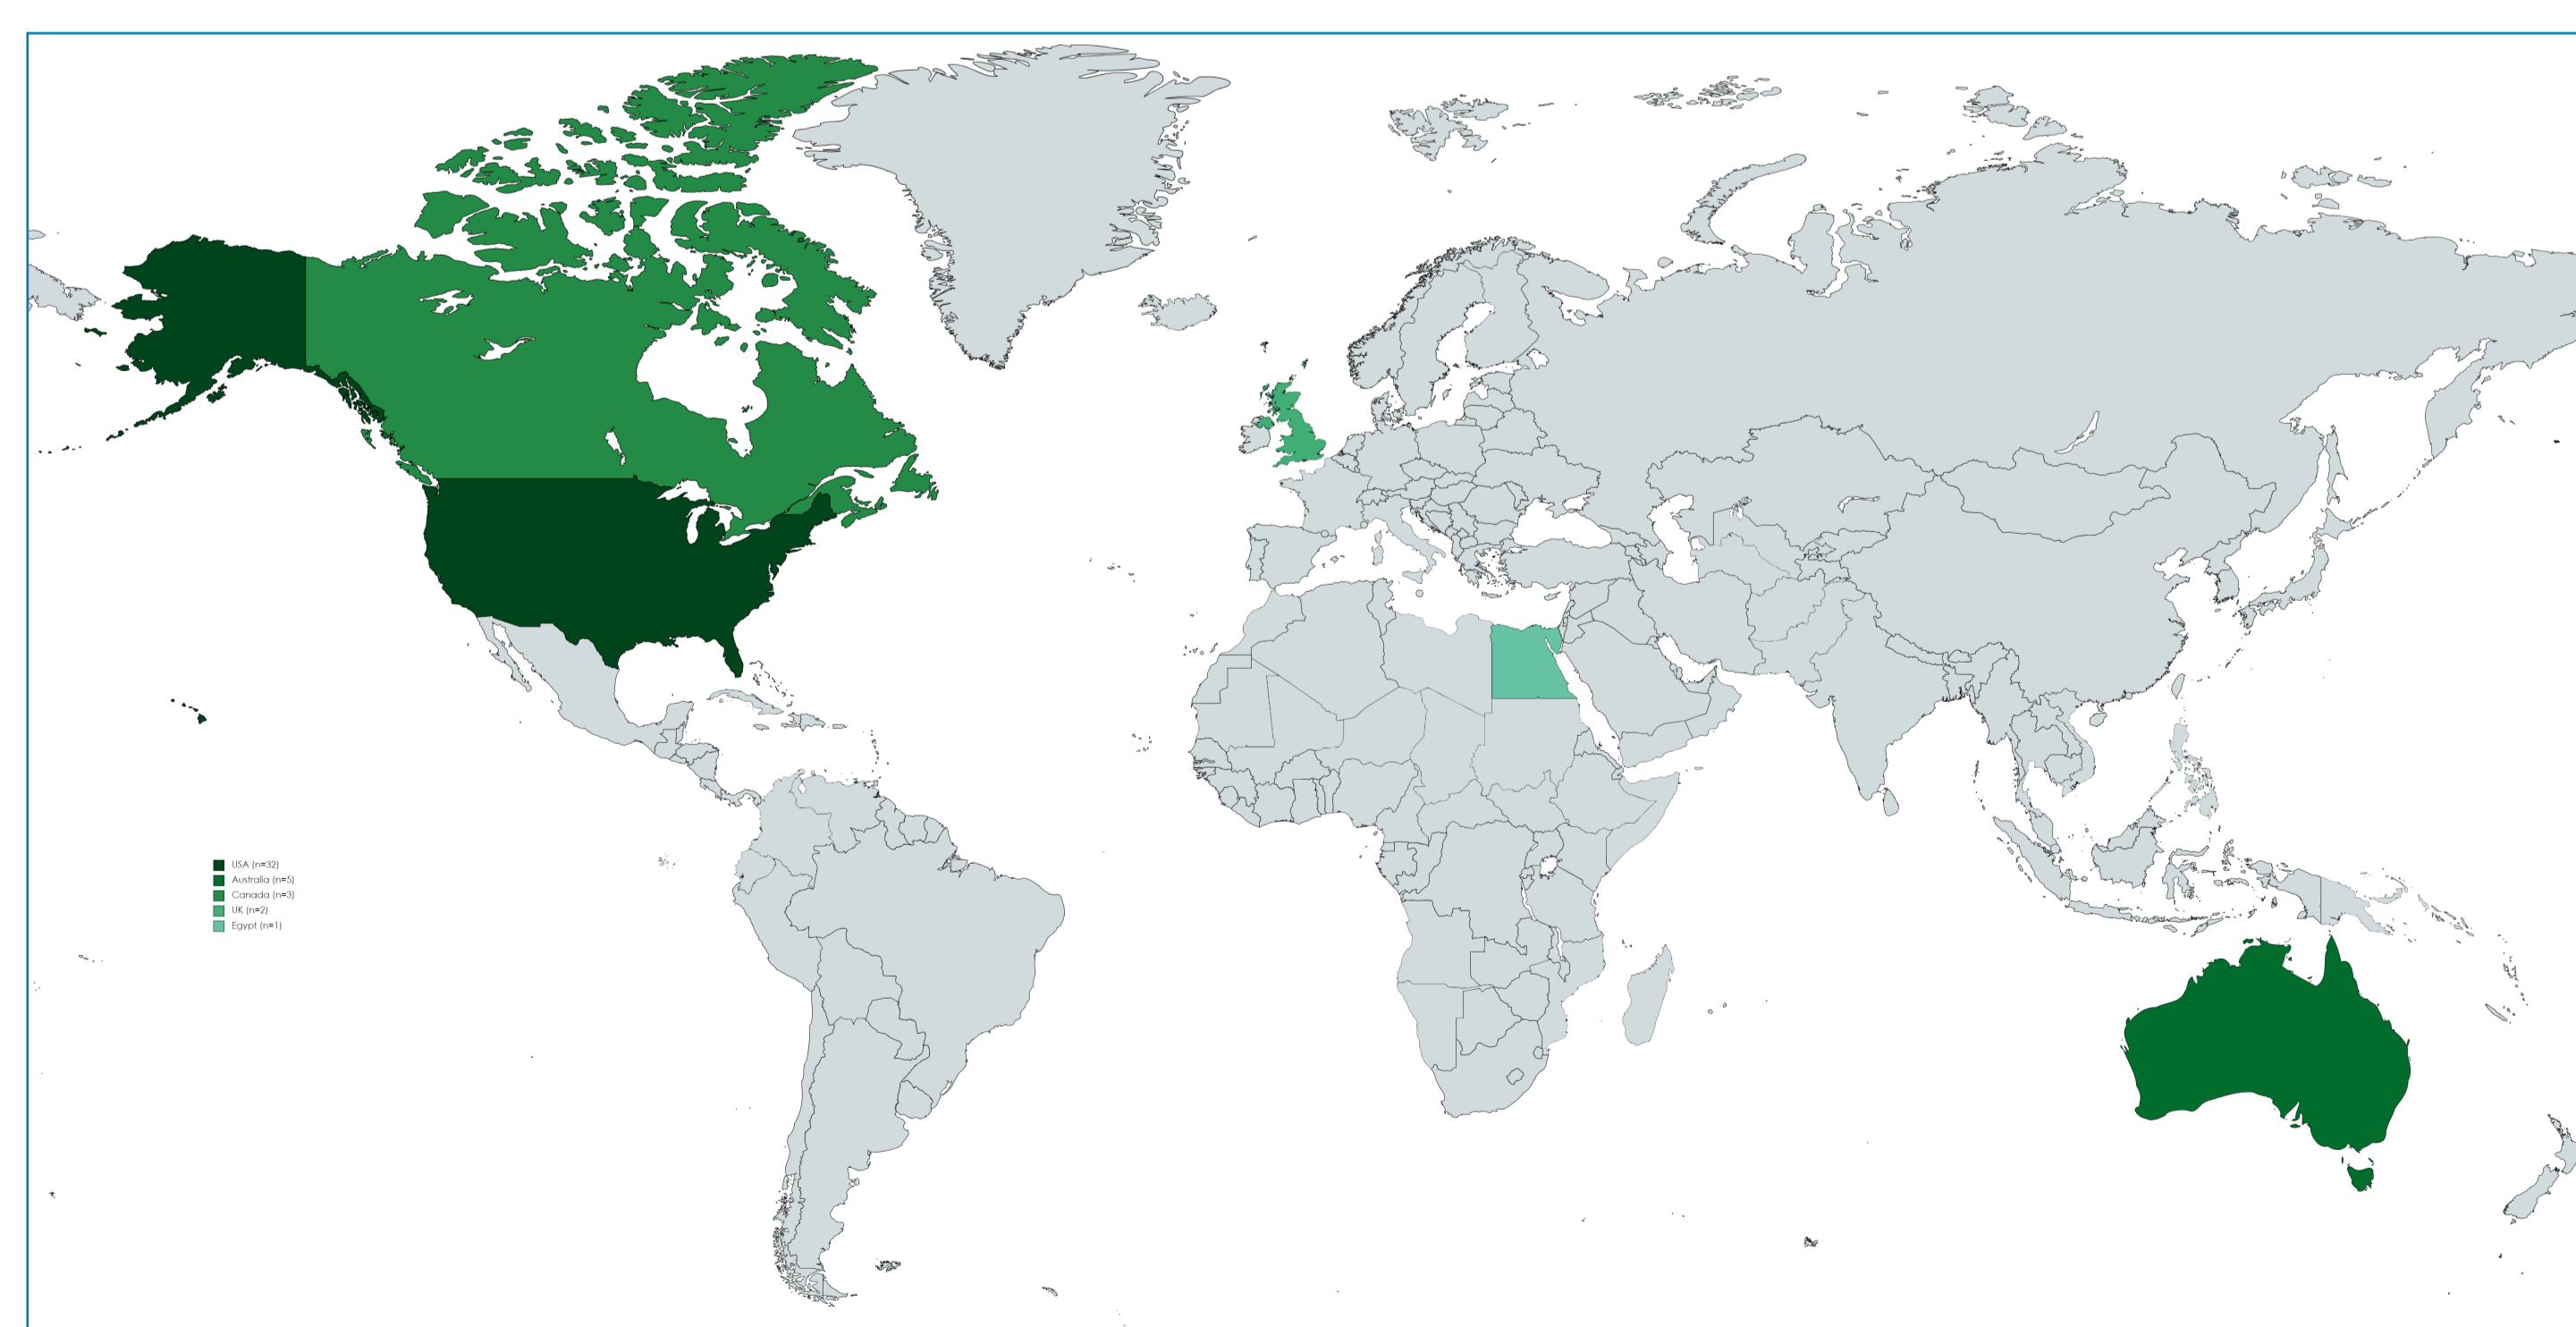 USA (n=32)
Australia (n=5)
Canada (n=3)
UK (n=2)
Egypt (n=1)